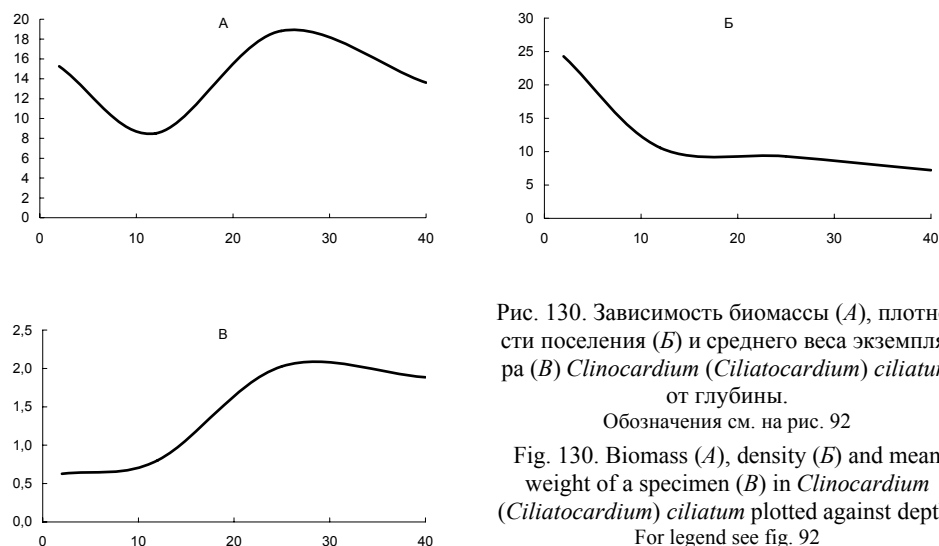 А
20
18
16
14
12
10
8
6
4
2
0
0 10 20 30 40
Б
30
25
20
15
10
5
0
0 10 20 30 40
В
2,5
2,0
1,5
1,0
0,5
0,0
0 10 20 30 40
Рис. 130. Зависимость биомассы (А), плотно
сти поселения (Б) и среднего веса экземпля
ра (В) Clinocardium (Ciliatocardium) ciliatum
от глубины.
Обозначения см. на рис. 92
Fig. 130. Biomass (A), density (Б) and mean
weight of a specimen (B) in Clinocardium
(Ciliatocardium) ciliatum plotted against dept
For legend see fig. 92